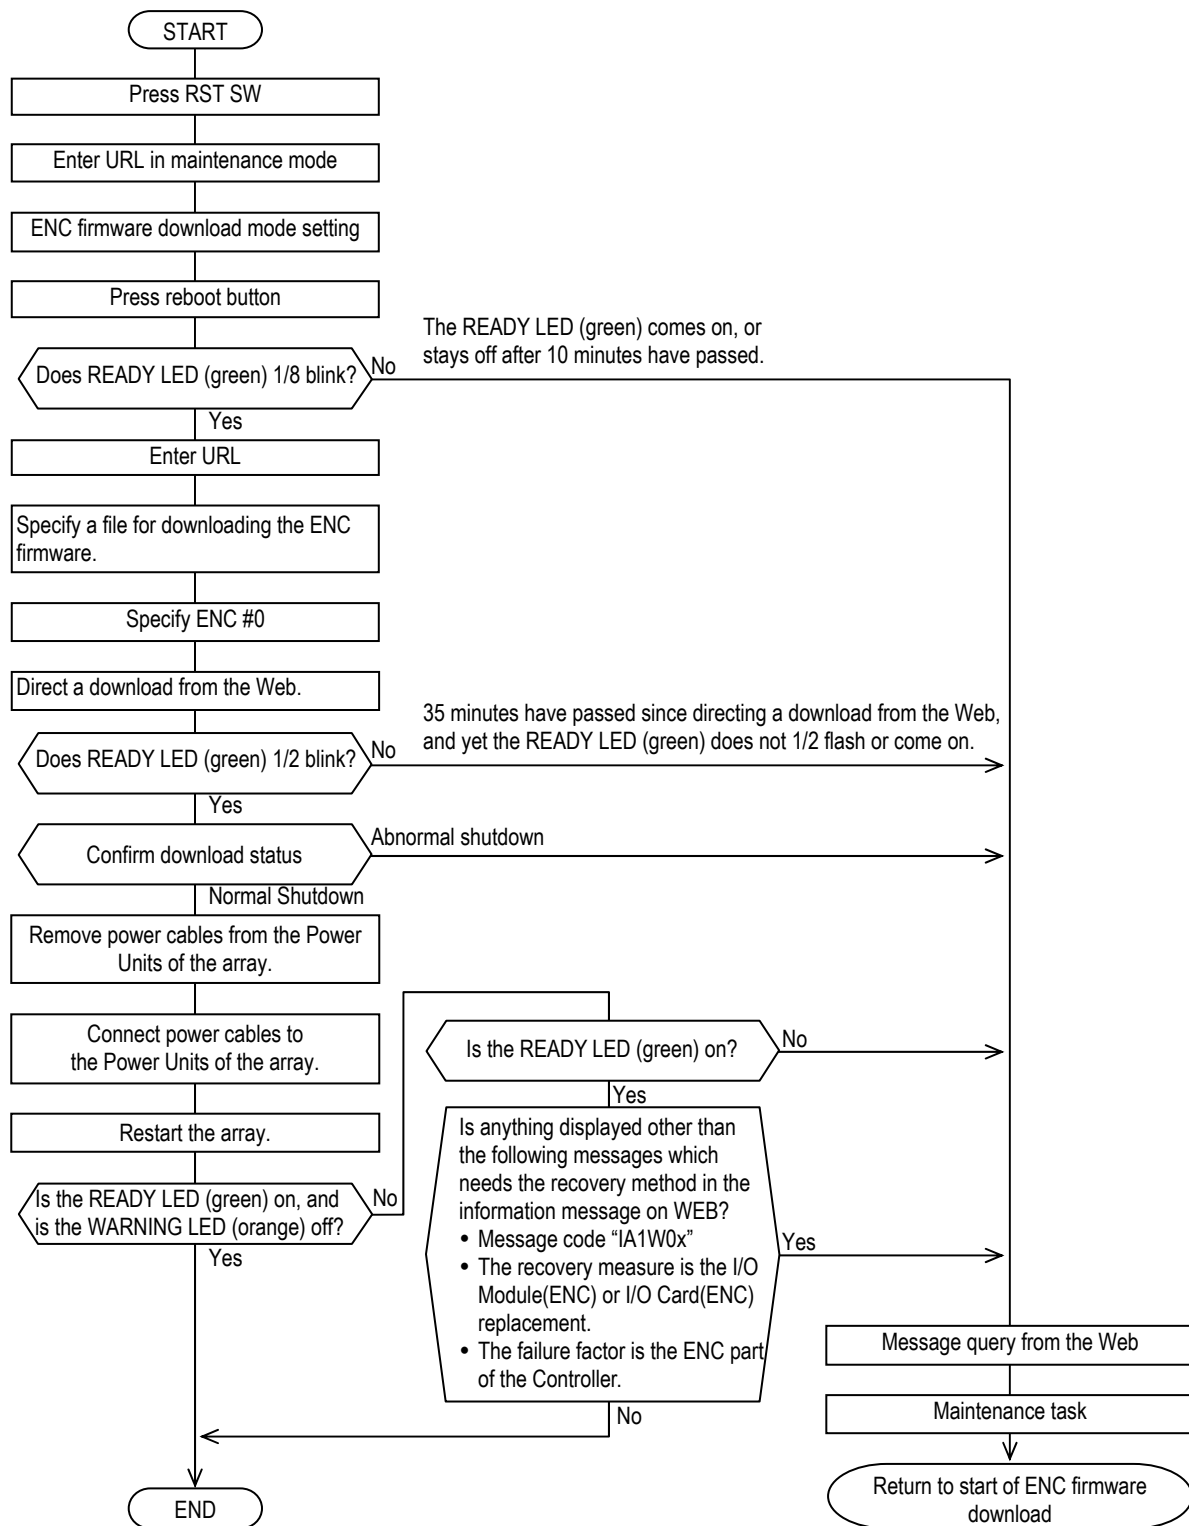 START
Press RST SW
Enter URL in maintenance mode
ENC firmware download mode setting
Press reboot button
The READY LED (green) comes on, or
stays off after 10 minutes have passed.
Does READY LED (green) 1/8 blink?
No
Yes
Enter URL
Specify a file for downloading the ENC
firmware.
Specify ENC #0
Direct a download from the Web.
35 minutes have passed since directing a download from the Web,
and yet the READY LED (green) does not 1/2 flash or come on.
Does READY LED (green) 1/2 blink?
No
Yes
Confirm download status
Abnormal shutdown
Normal Shutdown
Remove power cables from the Power
Units of the array.
Connect power cables to
the Power Units of the array.
Restart the array.
Is the READY LED (green) on, and
is the WARNING LED (orange) off?
No
Yes
Is the READY LED (green) on?
No
Yes
Is anything displayed other than
the following messages which
needs the recovery method in the
information message on WEB?
• Message code “IA1W0x”
• The recovery measure is the I/O
Module(ENC) or I/O Card(ENC)
replacement.
• The failure factor is the ENC part
of the Controller.
Yes
No
Message query from the Web
Maintenance task
Return to start of ENC firmware
download
END